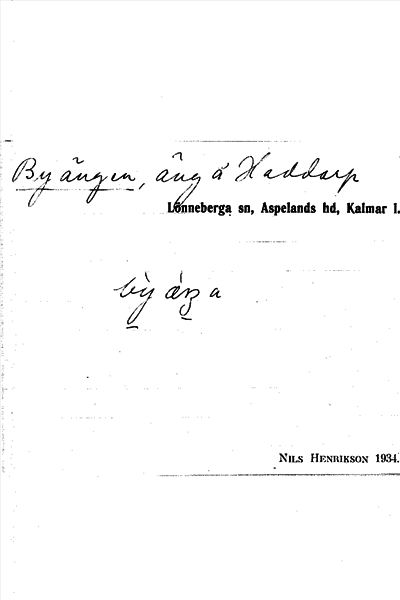 Byängen, äng å Haddarp
Lönneberga sn, Aspelands hd, Kalmar l.
Nils Henrikson 1934.